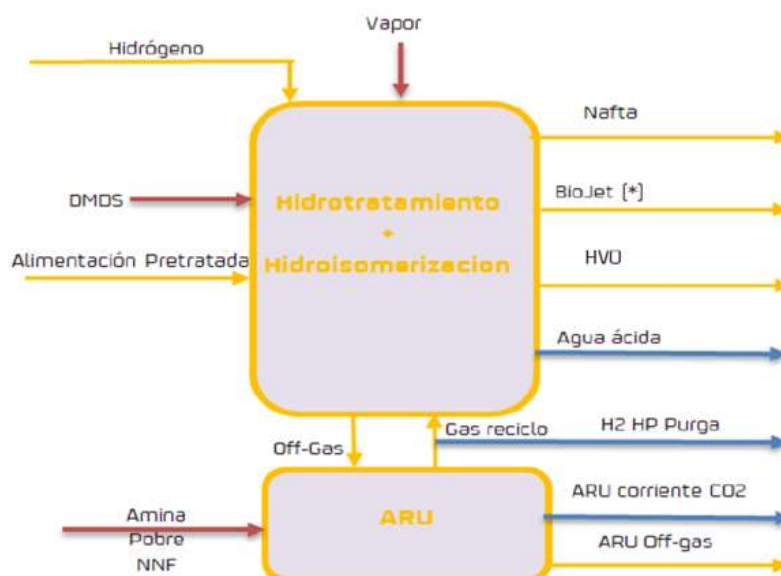 Vapor
Hidrógeno
Nafta
DMDS
Hidrotratamiento
+
Hidroisomerizacion
BioJet (*)
Alimentación Pretratada
HVO
Agua ácida
Off-Gas
Gas reciclo
H2 HP Purga
ARU
ARU corriente CO2
Amina
Pobre
NNF
ARU Off-gas